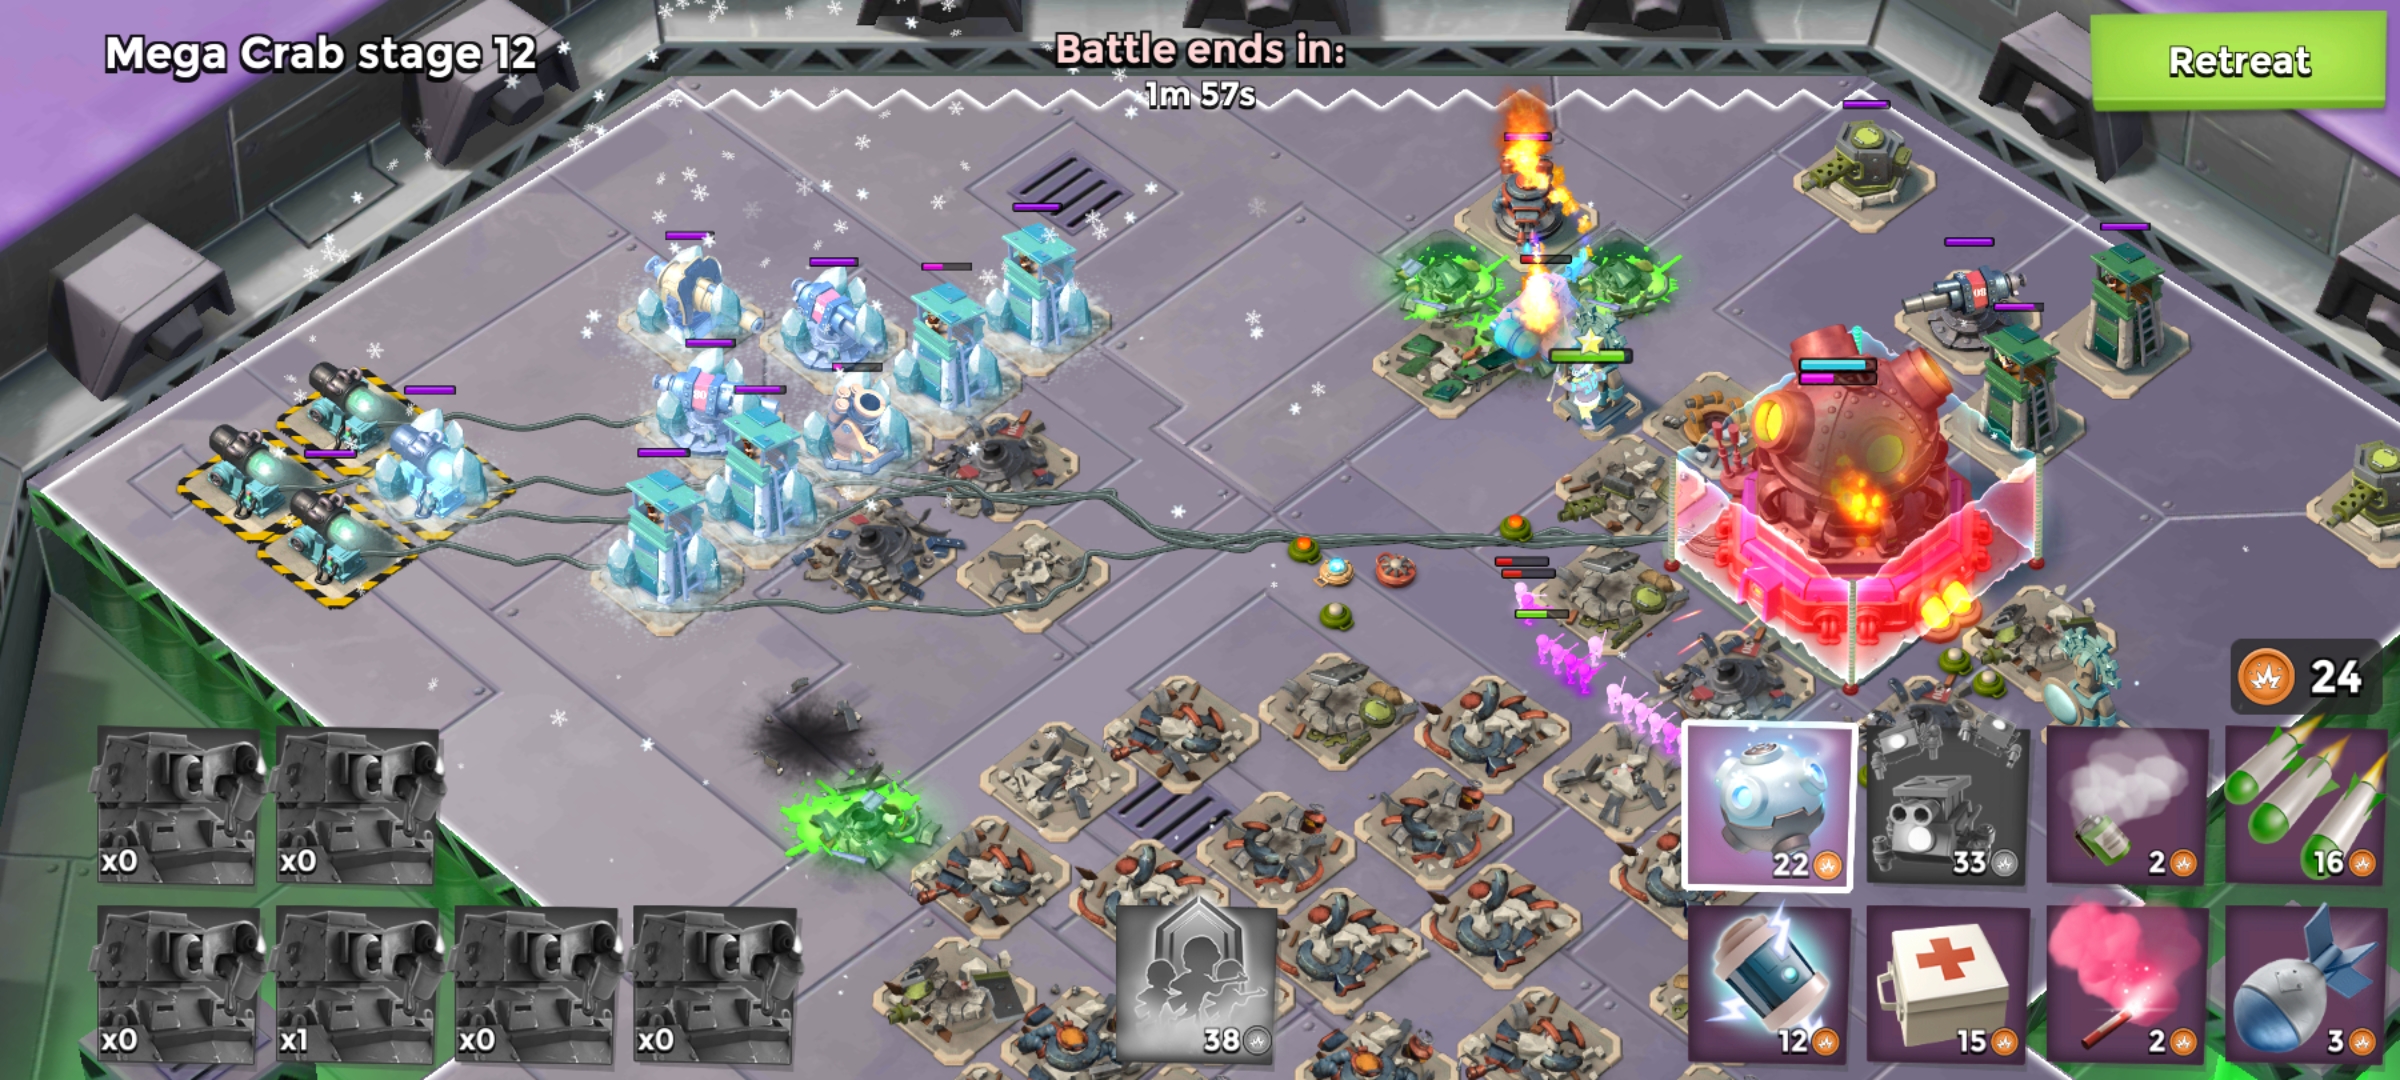 Mega Crab stage 12
Battle ends in:
1m 57s
Retreat
24
22
33
2
16
x0
x0
x0
x1
x0
x0
38
12
15
2
3